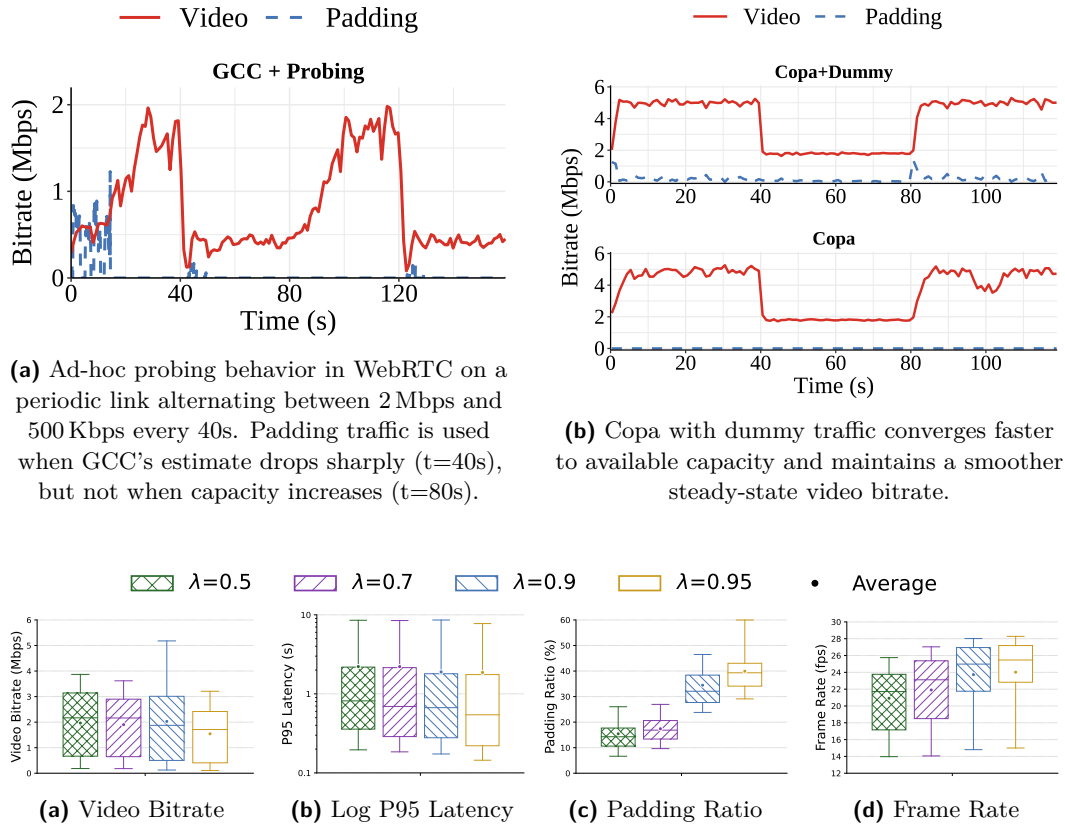 Video Padding
GCC + Probing
Bitrate (Mbps)
2
1
0
0 40 80 120
Time (s)
(a) Ad-hoc probing behavior in WebRTC on a
periodic link alternating between 2 Mbps and
500 Kbps every 40s. Padding traffic is used
when GCC's estimate drops sharply (t=40s),
but not when capacity increases (t=80s).
Video Padding
Copa+Dummy
6
4
2
0
0 20 40 60 80 100
Bitrate (Mbps)
Copa
6
4
2
0
0 20 40 60 80 100
Time (s)
(b) Copa with dummy traffic converges faster
to available capacity and maintains a smoother
steady-state video bitrate.
λ=0.5 λ=0.7 λ=0.9 λ=0.95 Average
Video Bitrate (Mbps)
6
5
4
3
2
1
0
(a) Video Bitrate
P95 Latency (s)
10
1
0.1
(b) Log P95 Latency
Padding Ratio (%)
60
50
40
30
20
10
0
(c) Padding Ratio
Frame Rate (fps)
30
28
26
24
22
20
18
16
14
12
(d) Frame Rate